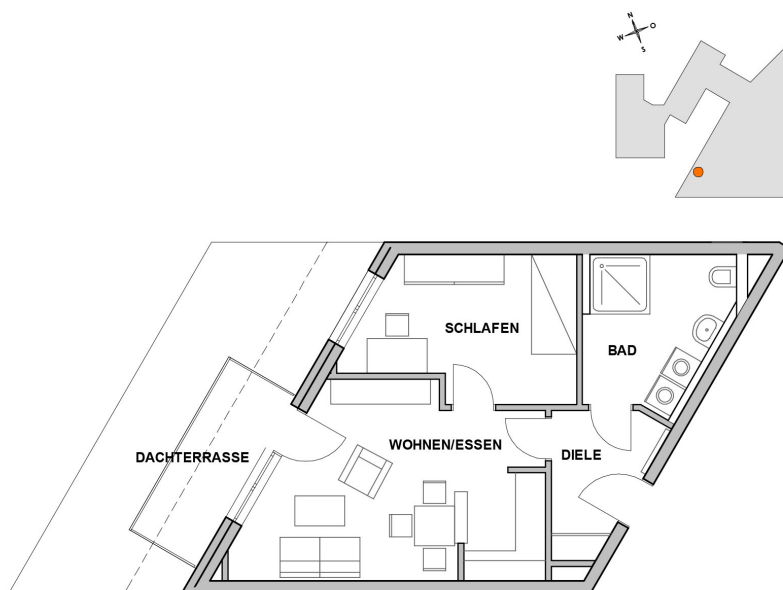 N
W O
S
SCHLAFEN
BAD
WOHNEN/ESSEN
DIELE
DACHTERRASSE